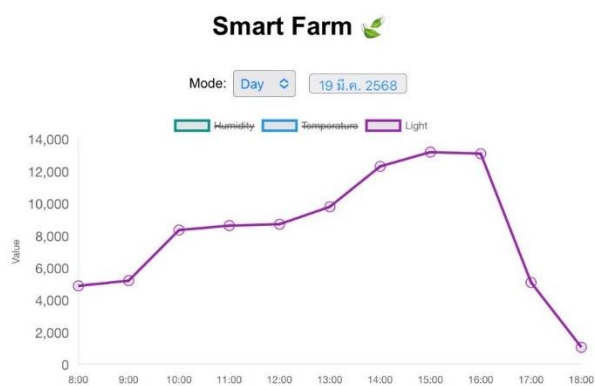 Smart Farm 🌿
Mode: Day 19 มี.ค. 2568
Humidity Temperature Light
14,000
12,000
10,000
8,000
6,000
4,000
2,000
0
Value
8:00 9:00 10:00 11:00 12:00 13:00 14:00 15:00 16:00 17:00 18:00